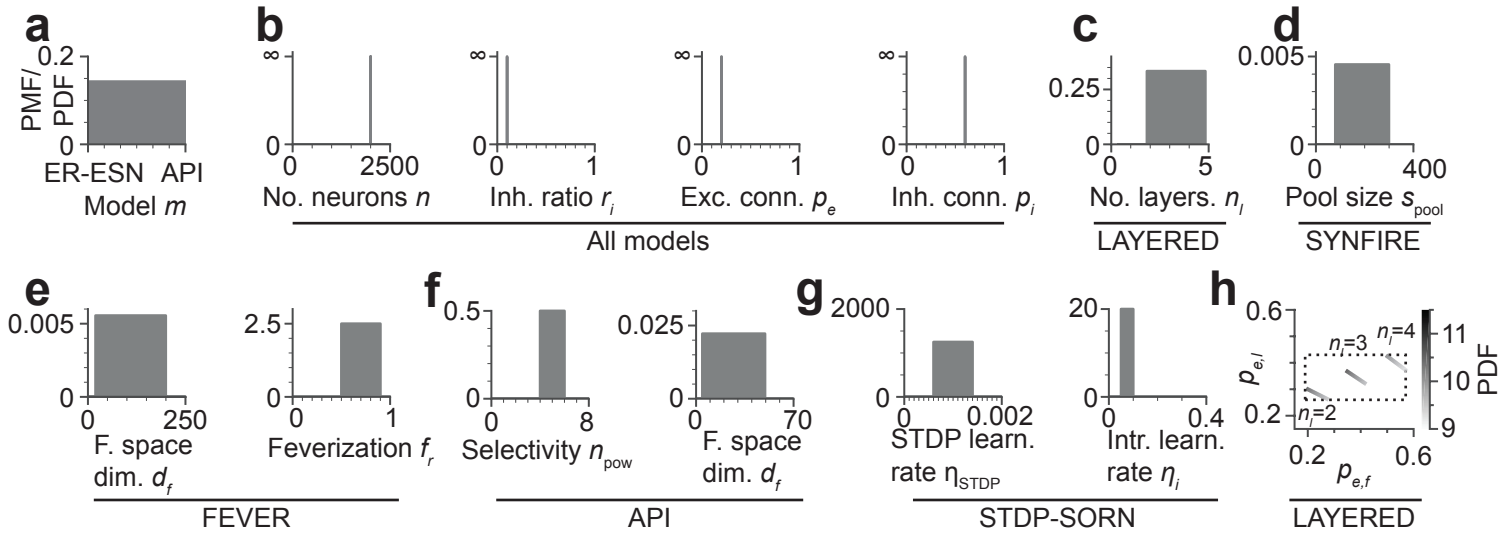 a
PMF/
PDF
0.2
0
ER-ESN API
Model m
b
∞
0
0 2500
No. neurons n
∞
0
0 1
Inh. ratio r_i
∞
0
0 1
Exc. conn. p_e
∞
0
0 1
Inh. conn. p_i
All models
c
0.25
0
0 5
No. layers. n_l
LAYERED
d
0.005
0
0 400
Pool size s_pool
SYNFIRE
e
0.005
0
0 250
F. space
dim. d_f
2.5
0
0 1
Feverization f_r
FEVER
f
0.5
0
0 8
Selectivity n_pow
0.025
0
0 70
F. space
dim. d_f
API
g
2000
0
0 0.002
STDP learn.
rate η_STDP
20
0
0 0.4
Intr. learn.
rate η_i
STDP-SORN
h
p_e,l
0.6
0.2
n_l=2
n_l=3
n_l=4
0.2 0.6
p_e,f
11
10
9
PDF
LAYERED